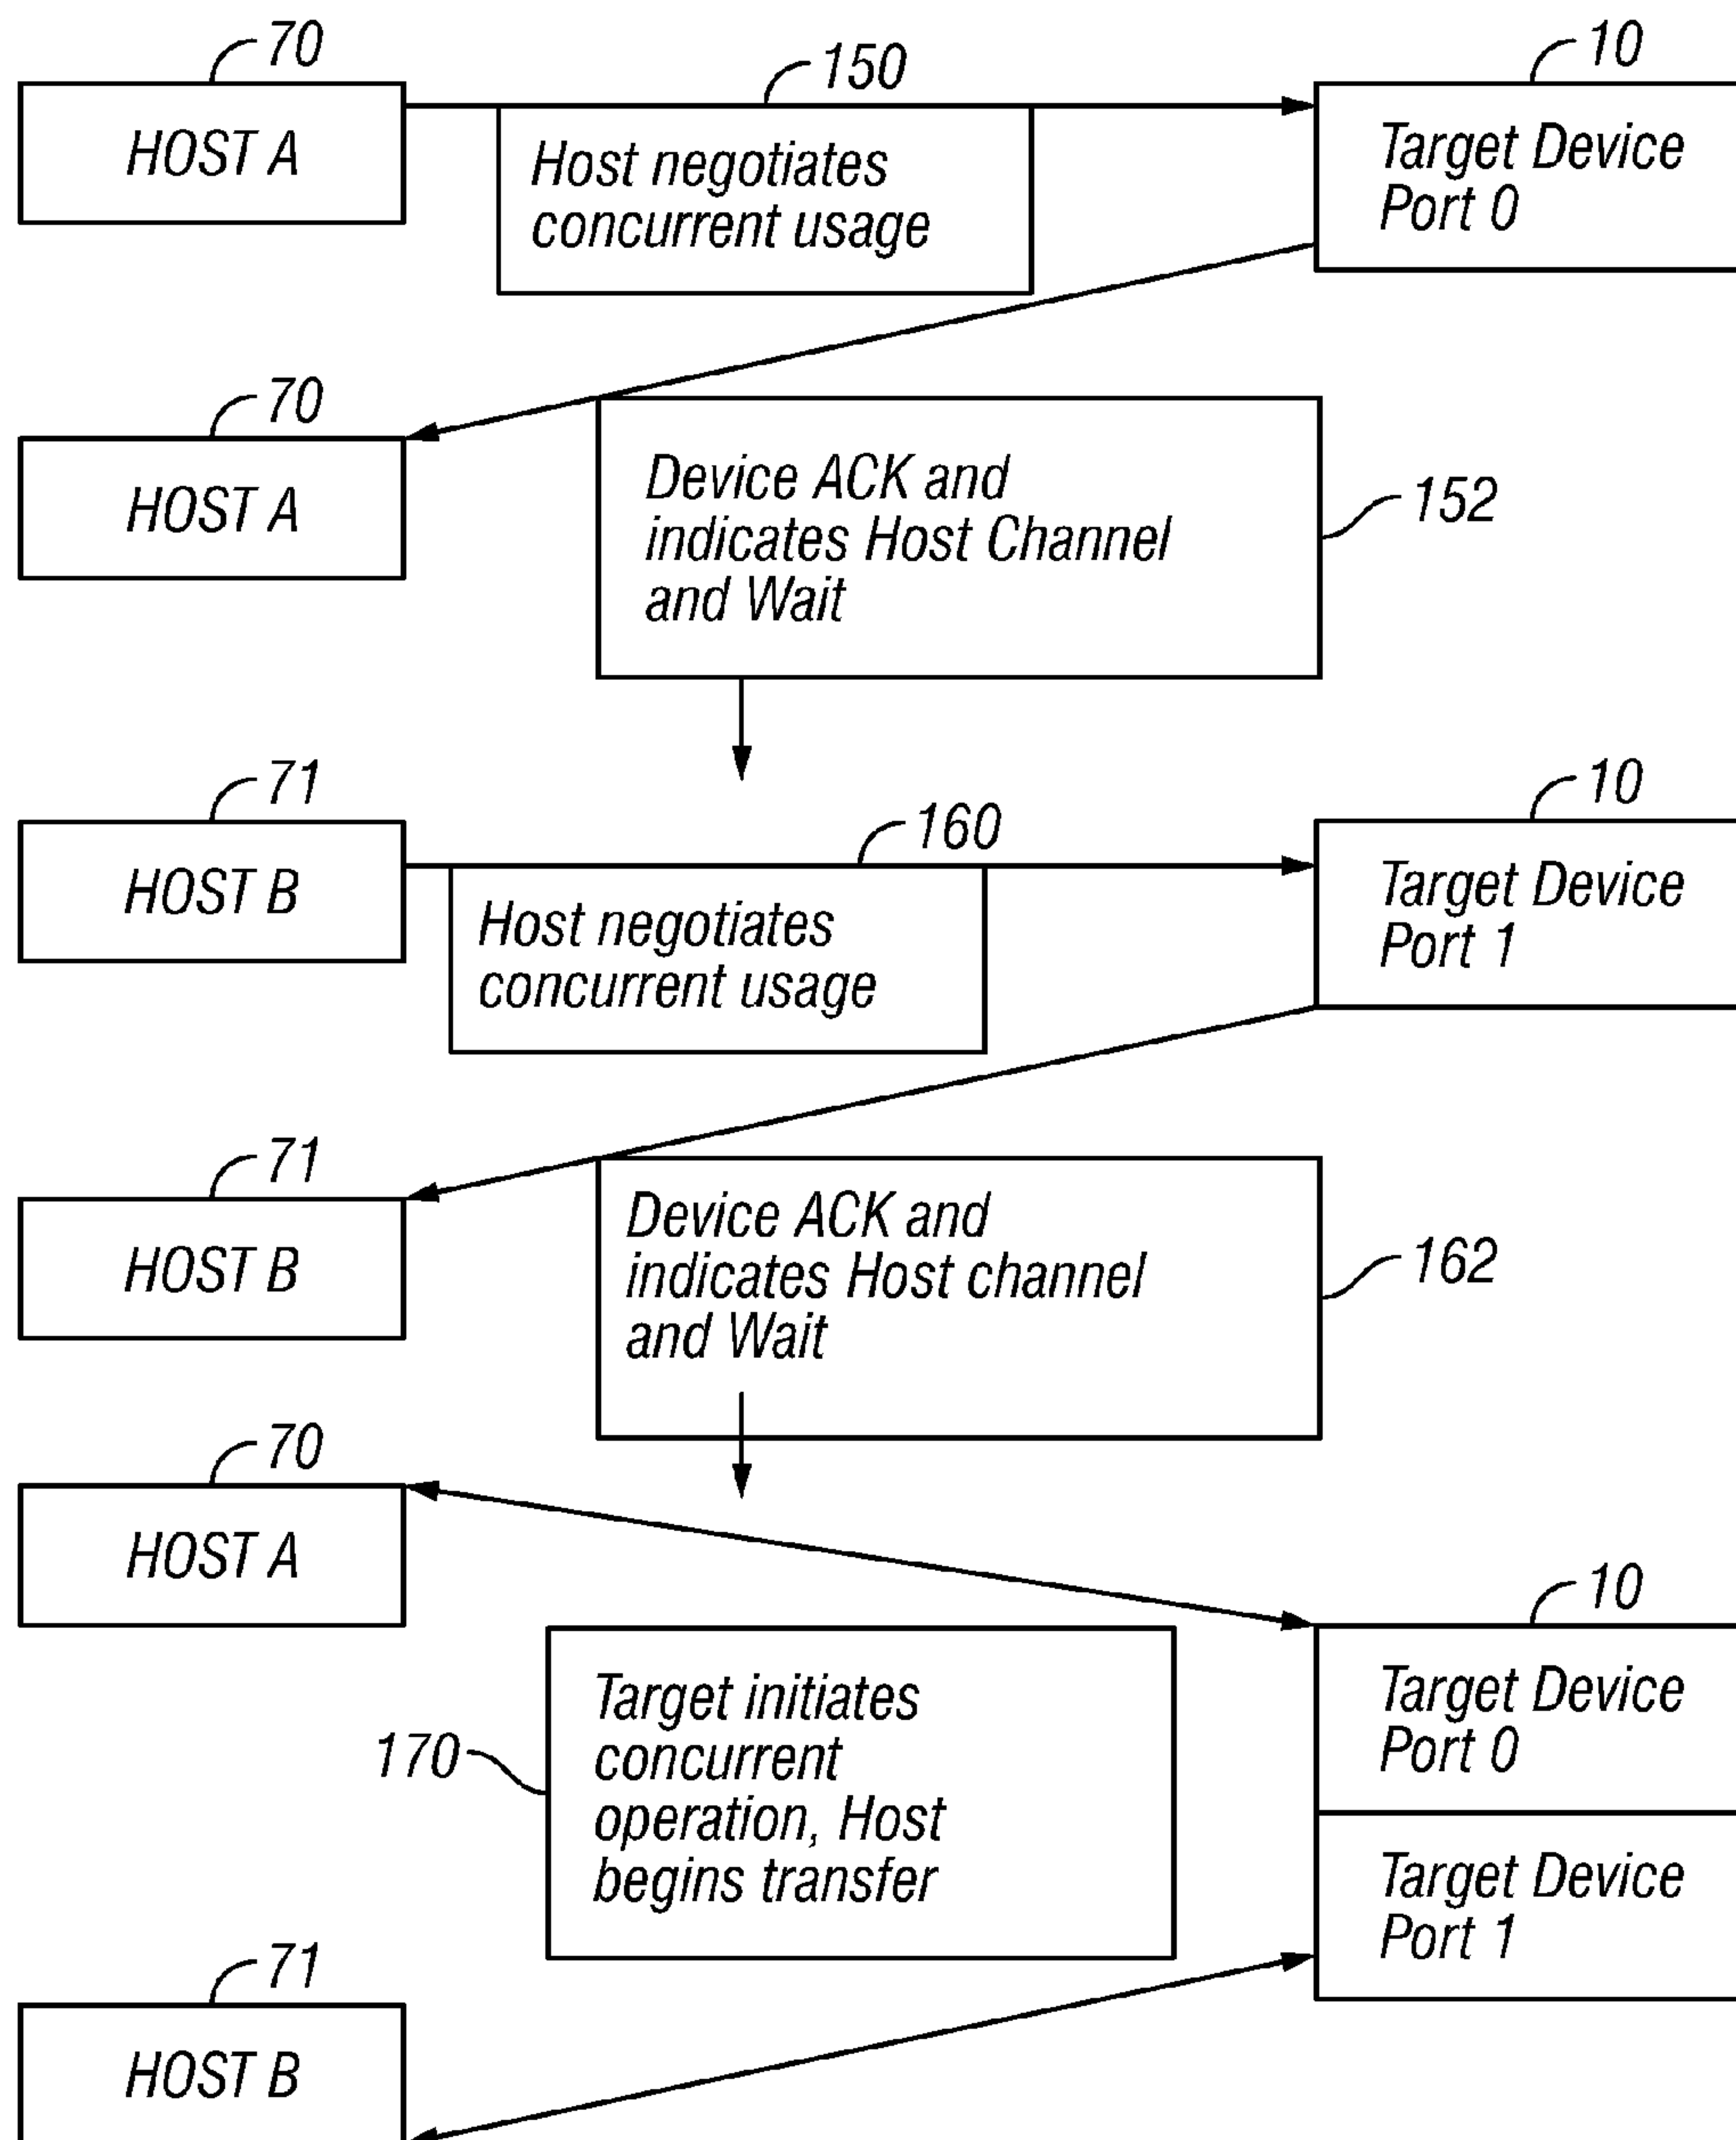 70
150
10
HOST A
Host negotiates
concurrent usage
Target Device
Port 0
70
HOST A
Device ACK and
indicates Host Channel
and Wait
152
71
160
10
HOST B
Host negotiates
concurrent usage
Target Device
Port 1
71
HOST B
Device ACK and
indicates Host channel
and Wait
162
70
HOST A
10
Target initiates
concurrent
operation, Host
begins transfer
170
Target Device
Port 0
Target Device
Port 1
71
HOST B